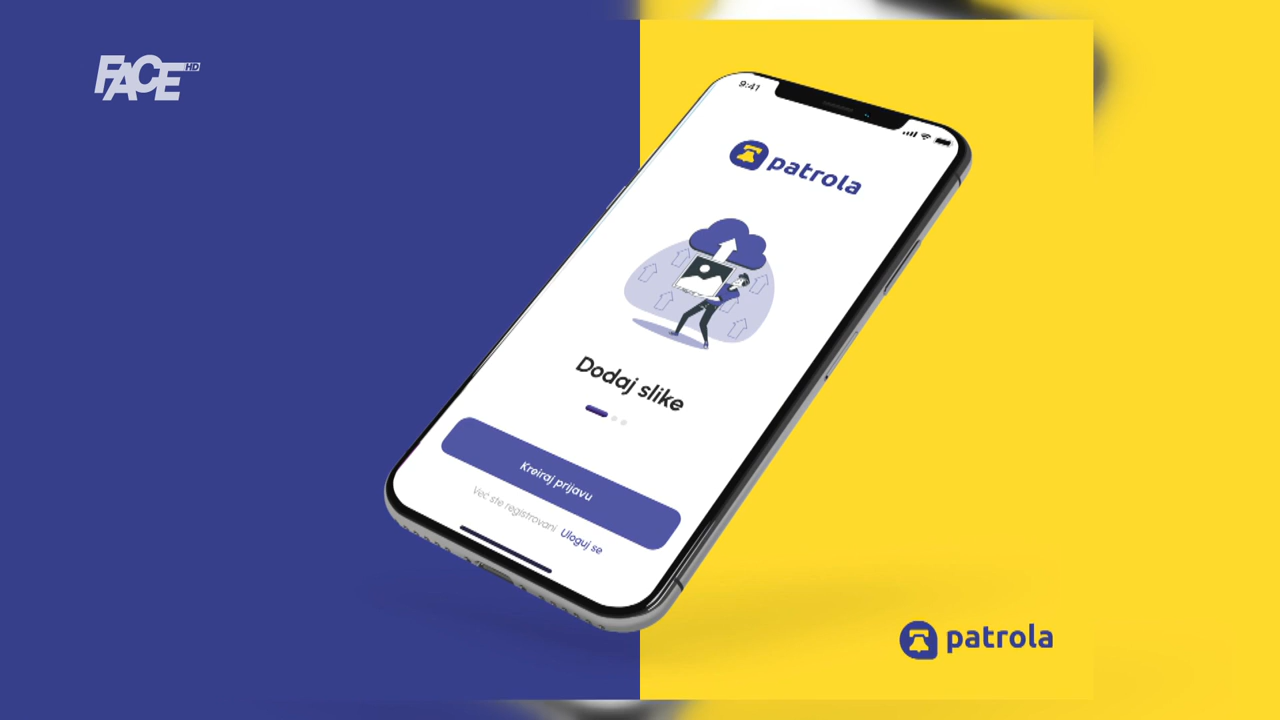 FACE HD
9:41
patrola
Dodaj slike
Kreiraj prijavu
Već ste registrovani Uloguj se
patrola